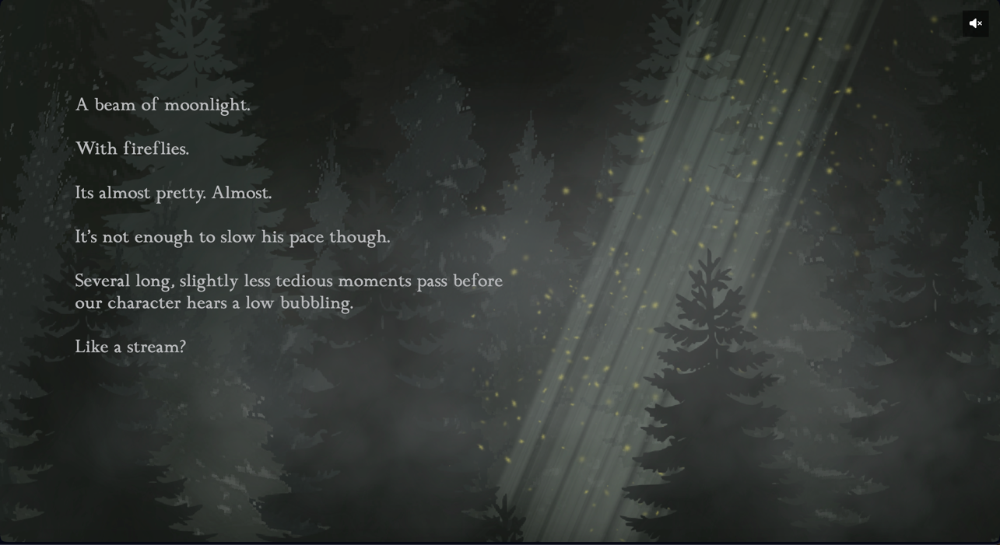 A beam of moonlight.
With fireflies.
Its almost pretty. Almost.
It’s not enough to slow his pace though.
Several long, slightly less tedious moments pass before
our character hears a low bubbling.
Like a stream?